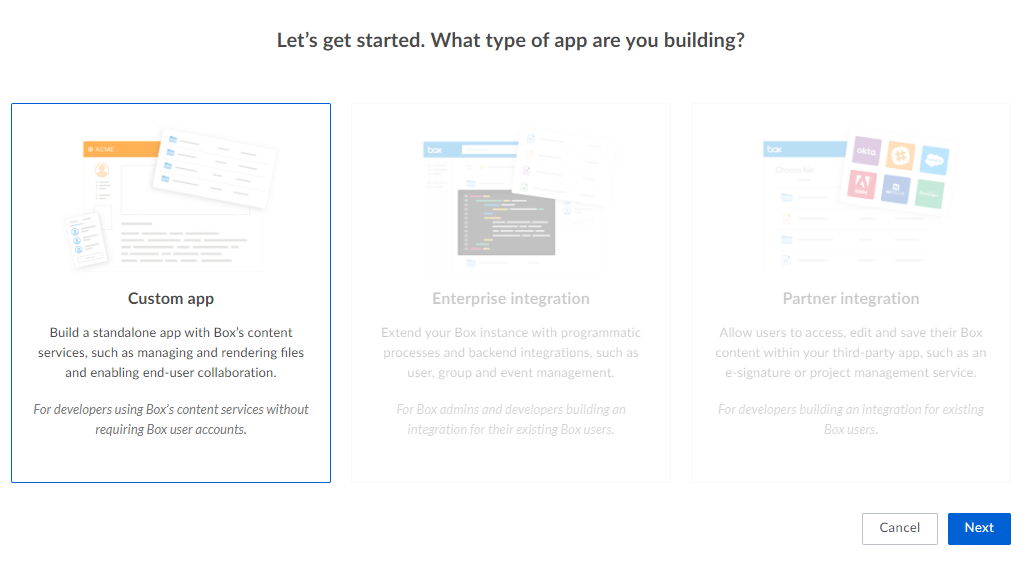 Let's get started. What type of app are you building?
ACME
box
box
Choose file
okta
Custom app
Enterprise integration
Partner integration
Build a standalone app with Box's content
services, such as managing and rendering files
and enabling end-user collaboration.
Extend your Box instance with programmatic
processes and backend integrations, such as
user, group and event management.
Allow users to access, edit and save their Box
content within your third-party app, such as an
e-signature or project management service.
For developers using Box's content services without
requiring Box user accounts.
For Box admins and developers building an
integration for their existing Box users.
For developers building an integration for existing
Box users.
Cancel
Next